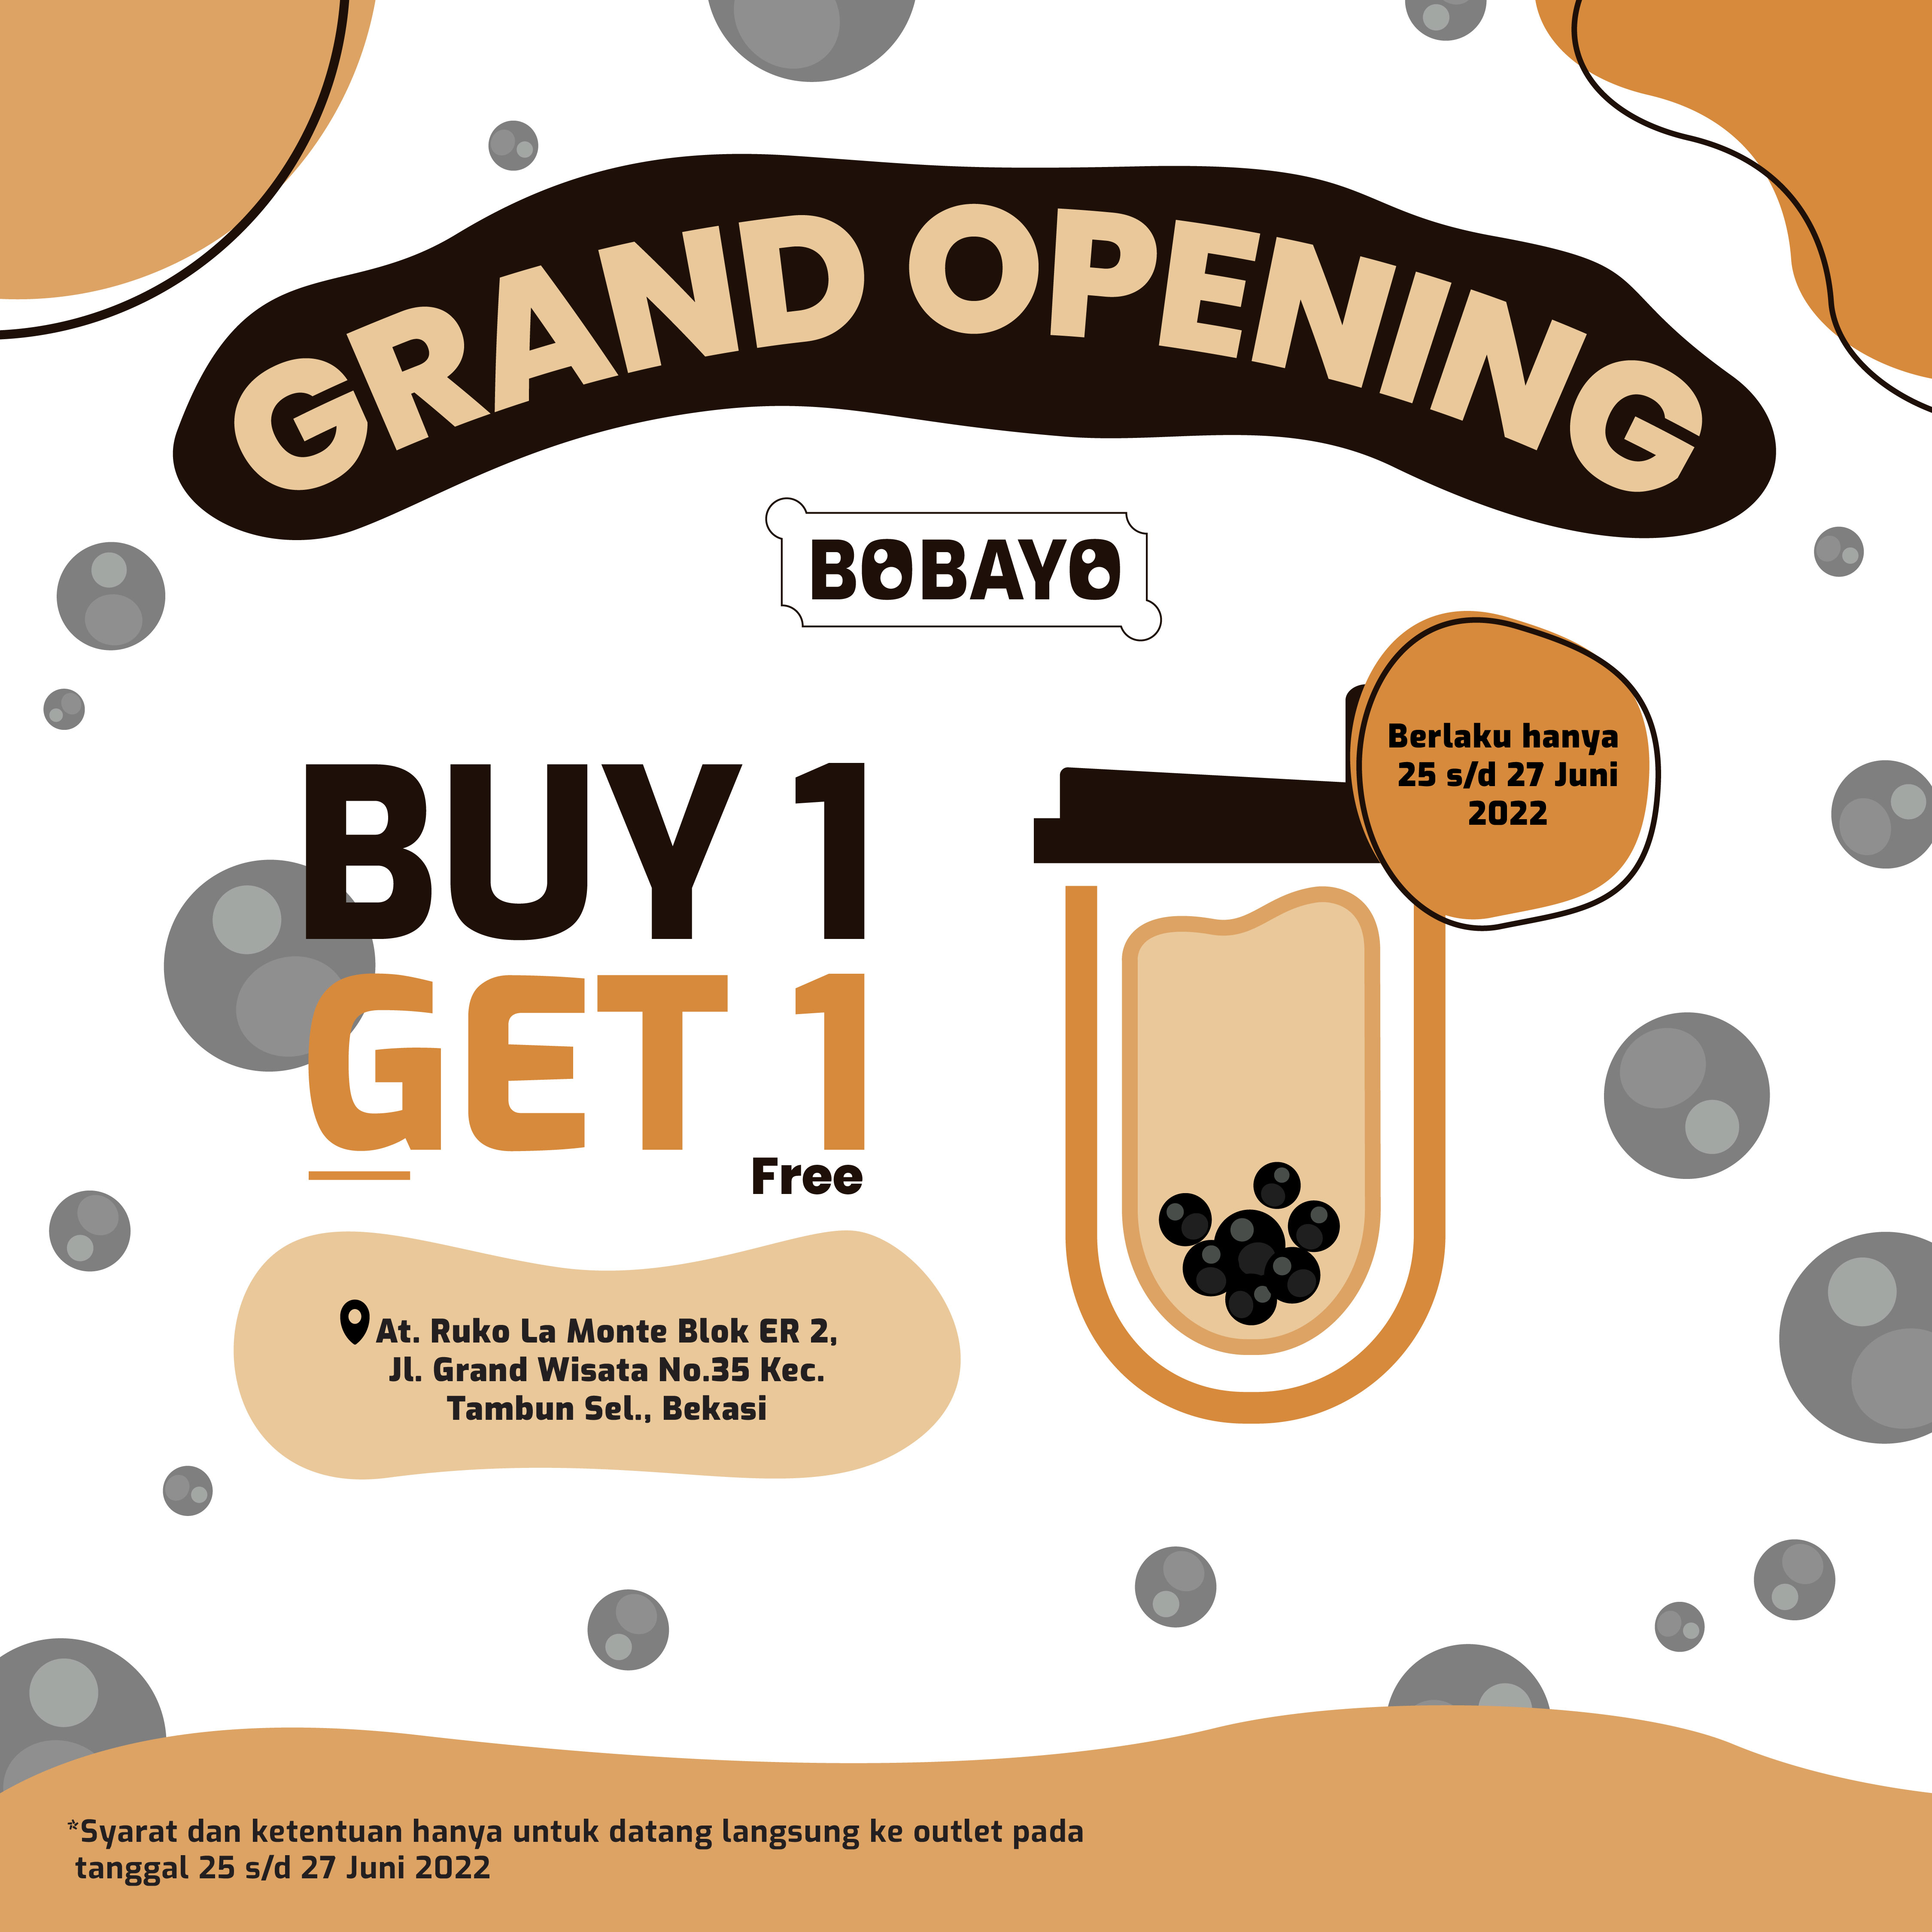 GRAND OPENING
BOBAYO
Berlaku hanya
25 s/d 27 Juni
2022
BUY 1
GET 1
Free
At. Ruko La Monte Blok ER 2,
Jl. Grand Wisata No.35 Kec.
Tambun Sel., Bekasi
*Syarat dan ketentuan hanya untuk datang langsung ke outlet pada
tanggal 25 s/d 27 Juni 2022